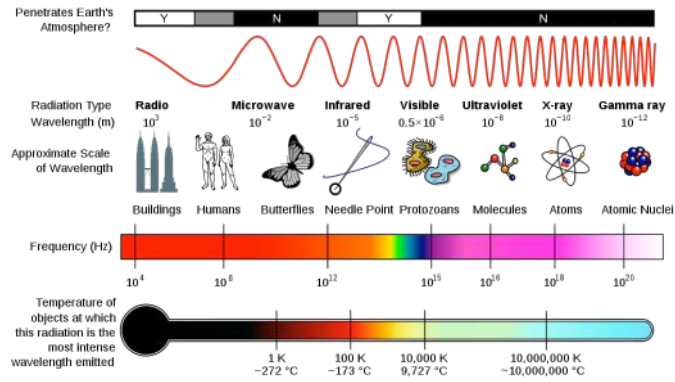 Penetrates Earth's
Atmosphere?
Y N Y N
Radiation Type Radio Microwave Infrared Visible Ultraviolet X-ray Gamma ray
Wavelength (m) 10³ 10⁻² 10⁻⁵ 0.5×10⁻⁶ 10⁻⁸ 10⁻¹⁰ 10⁻¹²
Approximate Scale
of Wavelength
Buildings Humans Butterflies Needle Point Protozoans Molecules Atoms Atomic Nuclei
Frequency (Hz)
10⁴ 10⁸ 10¹² 10¹⁵ 10¹⁶ 10¹⁸ 10²⁰
Temperature of
objects at which
this radiation is the
most intense
wavelength emitted
1 K 100 K 10,000 K 10,000,000 K
−272 °C −173 °C 9,727 °C ~10,000,000 °C